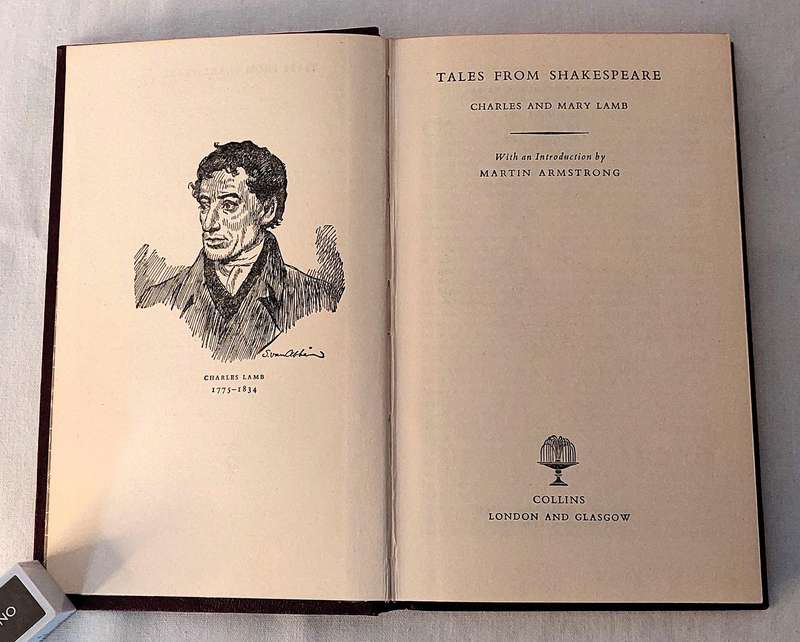 CHARLES LAMB
1775–1834
TALES FROM SHAKESPEARE
CHARLES AND MARY LAMB
With an Introduction by
MARTIN ARMSTRONG
COLLINS
LONDON AND GLASGOW
NO